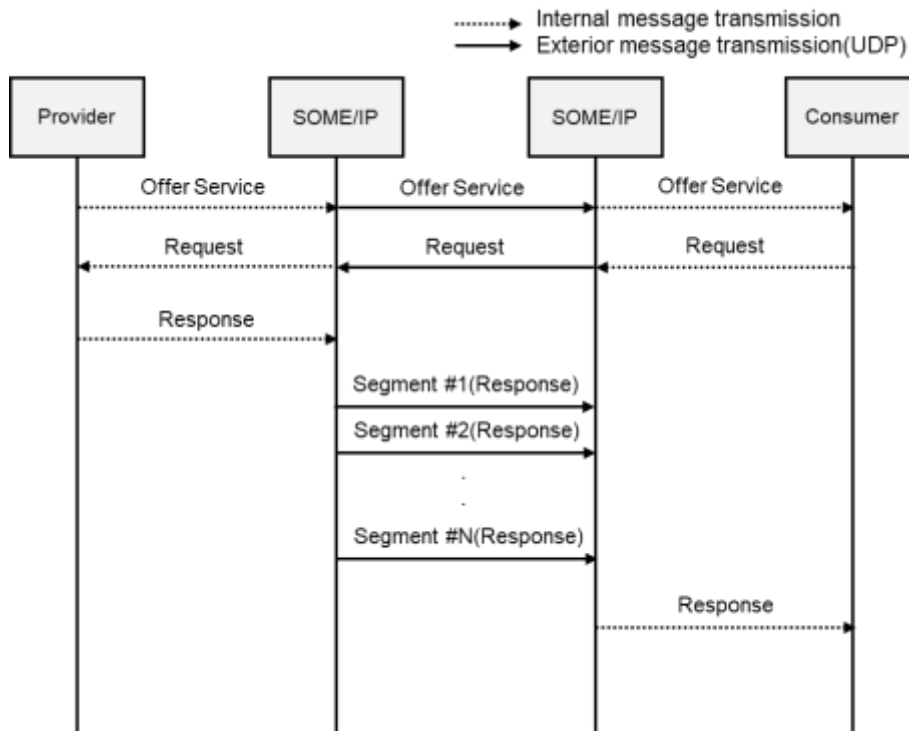 Internal message transmission
Exterior message transmission(UDP)
Provider
SOME/IP
SOME/IP
Consumer
Offer Service
Offer Service
Offer Service
Request
Request
Request
Response
Segment #1(Response)
Segment #2(Response)
.
.
Segment #N(Response)
Response